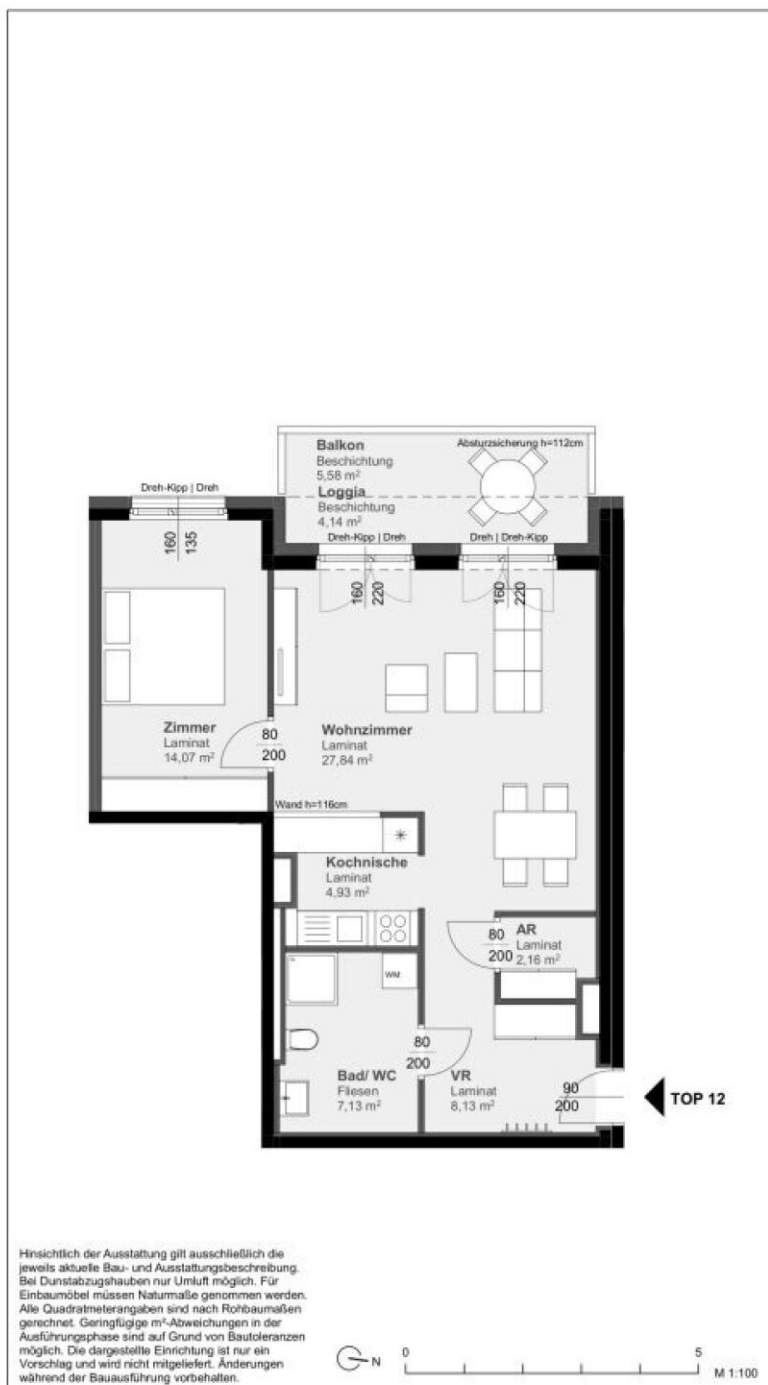 Balkon
Beschichtung
5,58 m²
Absturzsicherung h=112cm
Loggia
Beschichtung
4,14 m²
Dreh-Kipp | Dreh
160
135
Dreh-Kipp | Dreh
160
220
Dreh | Dreh-Kipp
160
220
Zimmer
Laminat
14,07 m²
80
200
Wohnzimmer
Laminat
27,84 m²
Wand h=116cm
Kochnische
Laminat
4,93 m²
AR
Laminat
2,16 m²
80
200
WM
Bad/ WC
Fliesen
7,13 m²
80
200
VR
Laminat
8,13 m²
90
200
TOP 12
Hinsichtlich der Ausstattung gilt ausschließlich die
jeweils aktuelle Bau- und Ausstattungsbeschreibung.
Bei Dunstabzugshauben nur Umluft möglich. Für
Einbaumöbel müssen Naturmaße genommen werden.
Alle Quadratmeterangaben sind nach Rohbaumaßen
gerechnet. Geringfügige m²-Abweichungen in der
Ausführungsphase sind auf Grund von Bautoleranzen
möglich. Die dargestellte Einrichtung ist nur ein
Vorschlag und wird nicht mitgeliefert. Änderungen
während der Bauausführung vorbehalten.
N
0
5
M 1:100